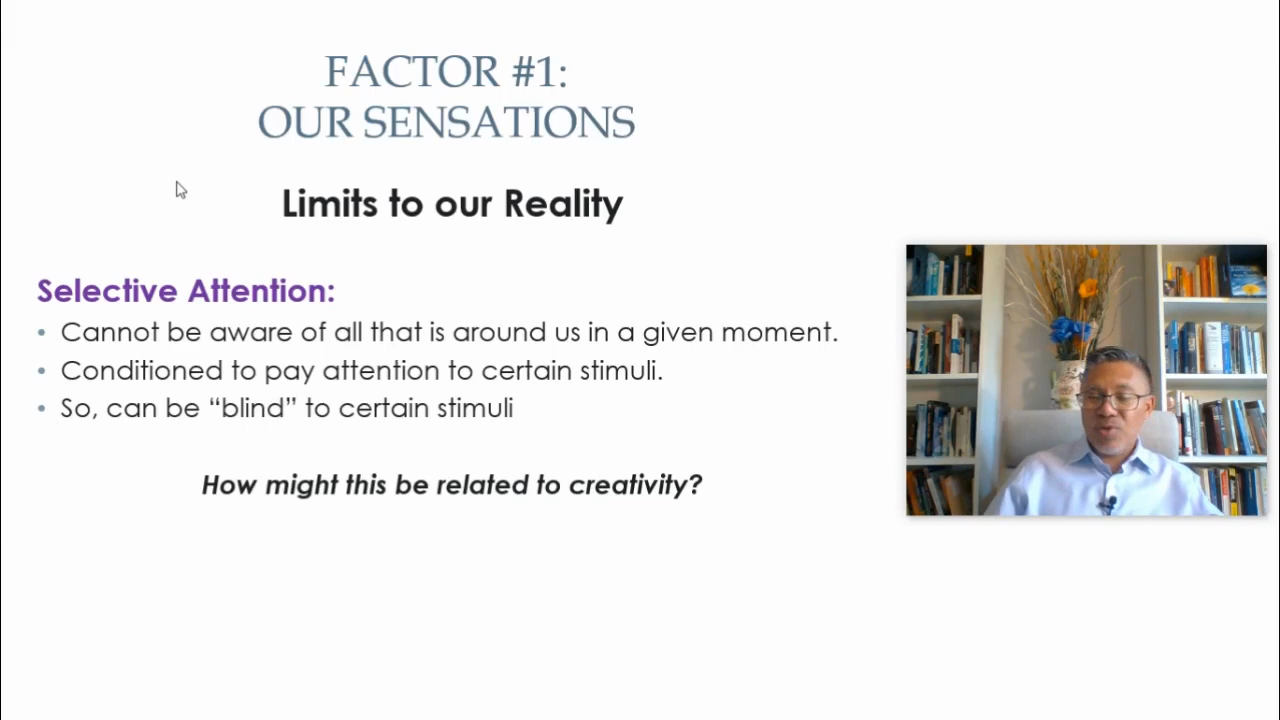 FACTOR #1:
OUR SENSATIONS
Limits to our Reality
Selective Attention:
• Cannot be aware of all that is around us in a given moment.
• Conditioned to pay attention to certain stimuli.
• So, can be “blind” to certain stimuli
How might this be related to creativity?